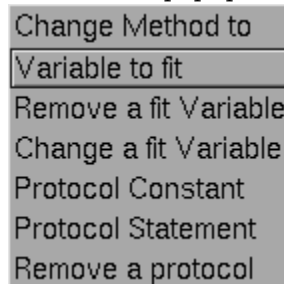 Change Method to
Variable to fit
Remove a fit Variable
Change a fit Variable
Protocol Constant
Protocol Statement
Remove a protocol